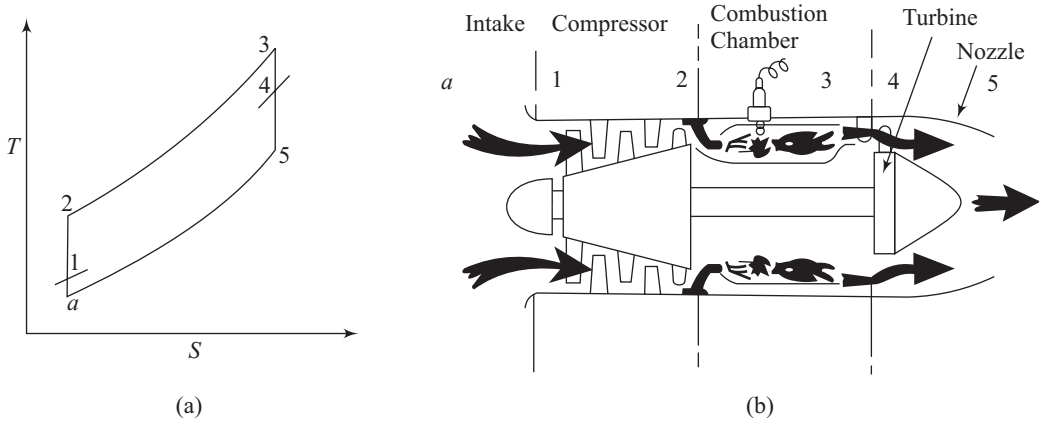 T
3
4
5
2
1
a
S
(a)
Intake
Compressor
Combustion
Chamber
Turbine
Nozzle
a
1
2
3
4
5
(b)